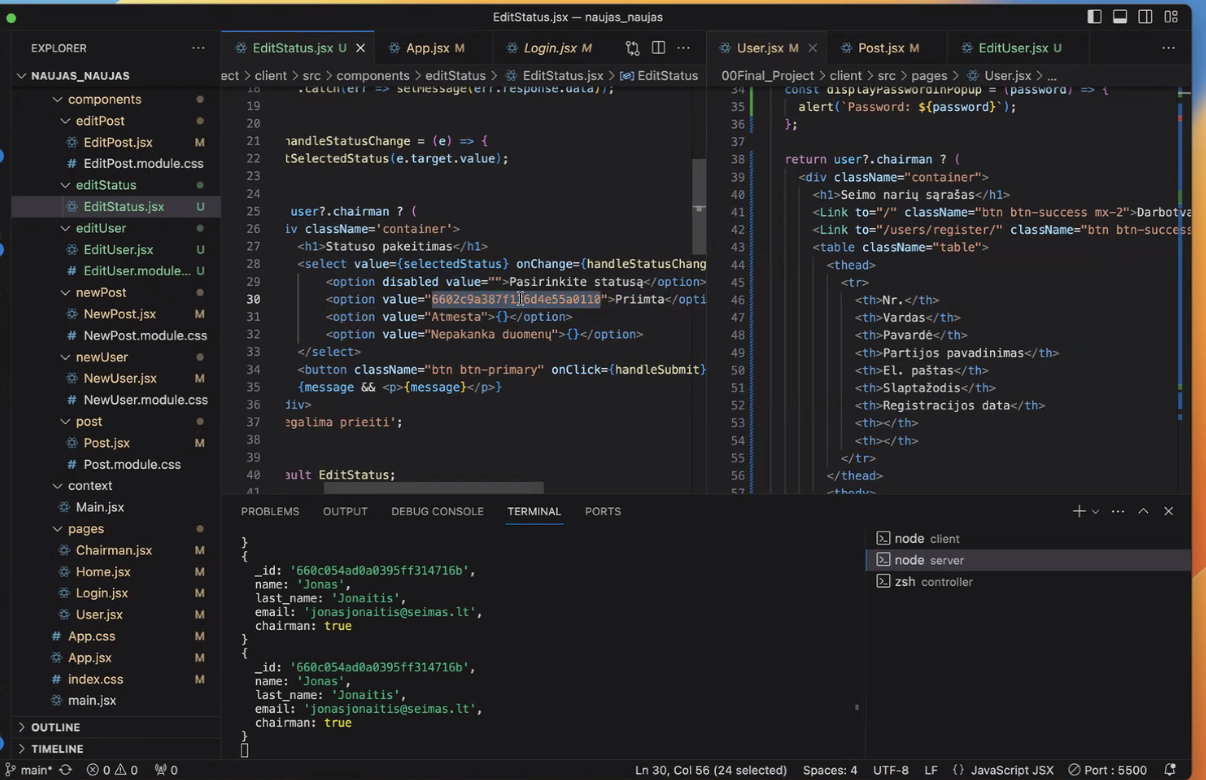 EditStatus.jsx — naujas_naujas
EXPLORER
NAUJAS_NAUJAS
components
editPost
EditPost.jsx M
EditPost.module.css
editStatus
EditStatus.jsx U
editUser
EditUser.jsx U
EditUser.module... U
newPost
NewPost.jsx M
NewPost.module.css
newUser
NewUser.jsx M
NewUser.module.css
post
Post.jsx M
Post.module.css
context
Main.jsx
pages
Chairman.jsx M
Home.jsx M
Login.jsx M
User.jsx M
App.css M
App.jsx M
index.css M
main.jsx
OUTLINE
TIMELINE
EditStatus.jsx U App.jsx M Login.jsx M
ect > client > src > components > editStatus > EditStatus.jsx > EditStatus
18 .catch(err => setMessage(err.response.data));
19
20
21 handleStatusChange = (e) => {
22 tSelectedStatus(e.target.value);
23
24
25 user?.chairman ? (
26 iv className='container'>
27 <h1>Statuso pakeitimas</h1>
28 <select value={selectedStatus} onChange={handleStatusChang
29 <option disabled value="">Pasirinkite statusą</option>
30 <option value="6602c9a387f1 6d4e55a0110">Priimta</opti
31 <option value="Atmesta">{}</option>
32 <option value="Nepakanka duomenų">{}</option>
33 </select>
34 <button className="btn btn-primary" onClick={handleSubmit}
35 {message && <p>{message}</p>}
36 div>
37 egalima prieiti';
38
39
40 ault EditStatus;
41
User.jsx M Post.jsx M EditUser.jsx U
00Final_Project > client > src > pages > User.jsx > ...
34 const displayPasswordInPopup = (password) => {
35 alert(`Password: ${password}`);
36 };
37
38 return user?.chairman ? (
39 <div className="container">
40 <h1>Seimo narių sąrašas</h1>
41 <Link to="/" className="btn btn-success mx-2">Darbotva
42 <Link to="/users/register/" className="btn btn-success
43 <table className="table">
44 <thead>
45 <tr>
46 <th>Nr.</th>
47 <th>Vardas</th>
48 <th>Pavardė</th>
49 <th>Partijos pavadinimas</th>
50 <th>El. paštas</th>
51 <th>Slaptažodis</th>
52 <th>Registracijos data</th>
53 <th></th>
54 <th></th>
55 </tr>
56 </thead>
57 <tbody>
PROBLEMS OUTPUT DEBUG CONSOLE TERMINAL PORTS
}
{
_id: '660c054ad0a0395ff314716b',
name: 'Jonas',
last_name: 'Jonaitis',
email: 'jonasjonaitis@seimas.lt',
chairman: true
}
{
_id: '660c054ad0a0395ff314716b',
name: 'Jonas',
last_name: 'Jonaitis',
email: 'jonasjonaitis@seimas.lt',
chairman: true
}
node client
node server
zsh controller
main* 0 0 0 Ln 30, Col 56 (24 selected) Spaces: 4 UTF-8 LF {} JavaScript JSX Port : 5500